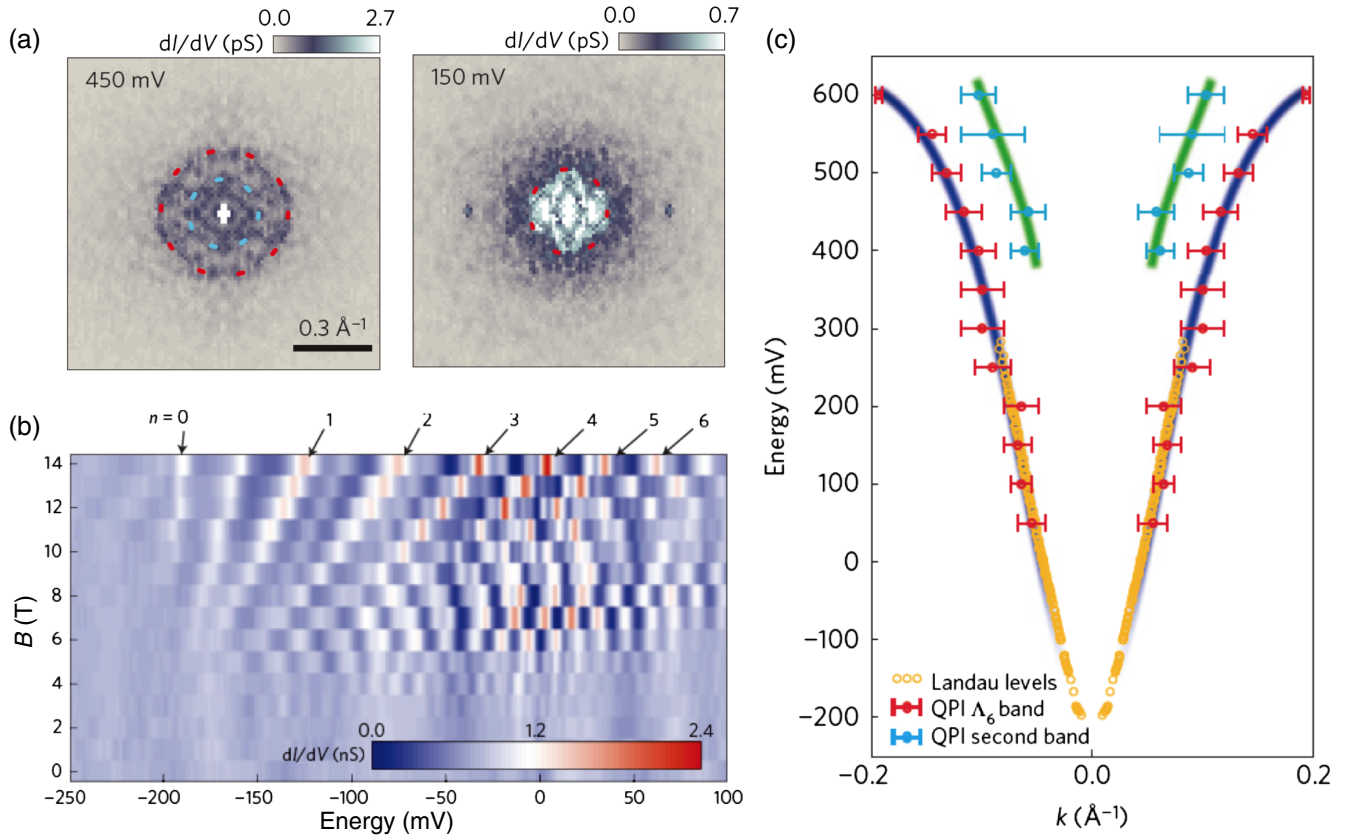 (a)
0.0 2.7
dI/dV (pS)
450 mV
0.3 Å⁻¹
0.0 0.7
dI/dV (pS)
150 mV
(b)
n = 0 1 2 3 4 5 6
14
12
10
8
6
4
2
0
B (T)
0.0 1.2 2.4
dI/dV (nS)
−250 −200 −150 −100 −50 0 50 100
Energy (mV)
(c)
600
500
400
300
200
100
0
−100
−200
Energy (mV)
Landau levels
QPI Λ₆ band
QPI second band
−0.2 0.0 0.2
k (Å⁻¹)